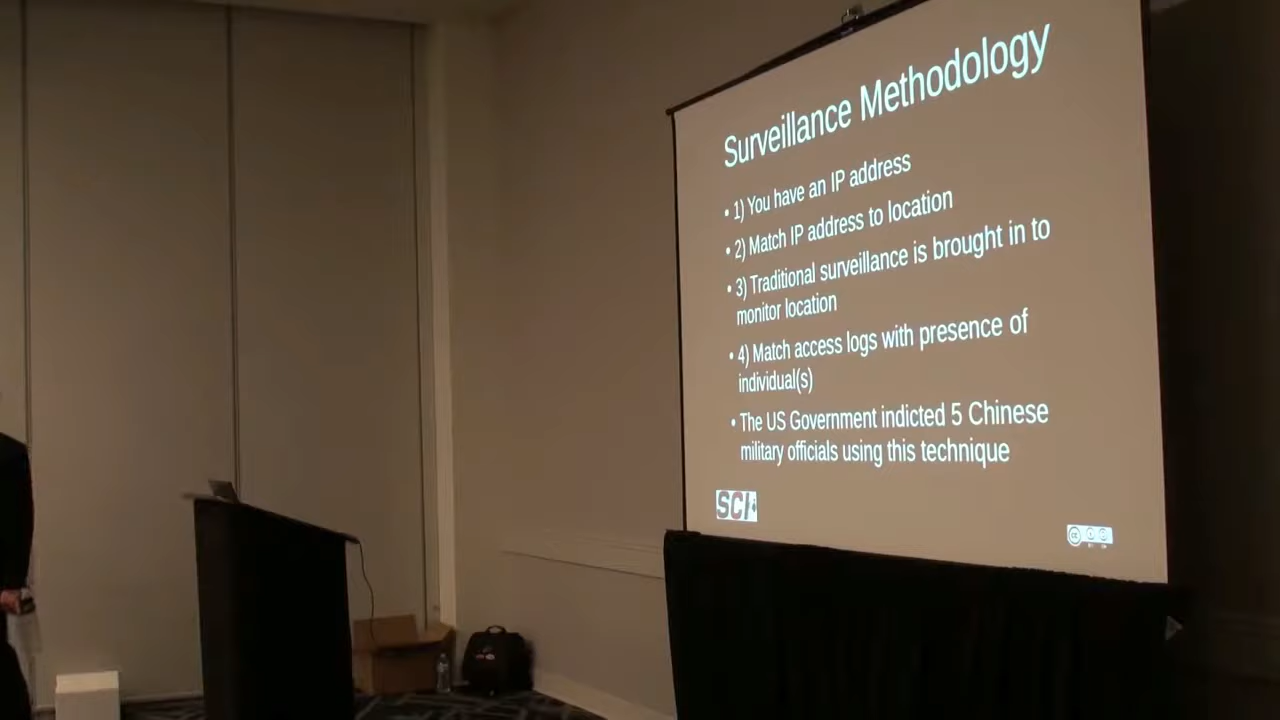 Surveillance Methodology
• 1) You have an IP address
• 2) Match IP address to location
• 3) Traditional surveillance is brought in to
monitor location
• 4) Match access logs with presence of
individual(s)
• The US Government indicted 5 Chinese
military officials using this technique
SCI
cc